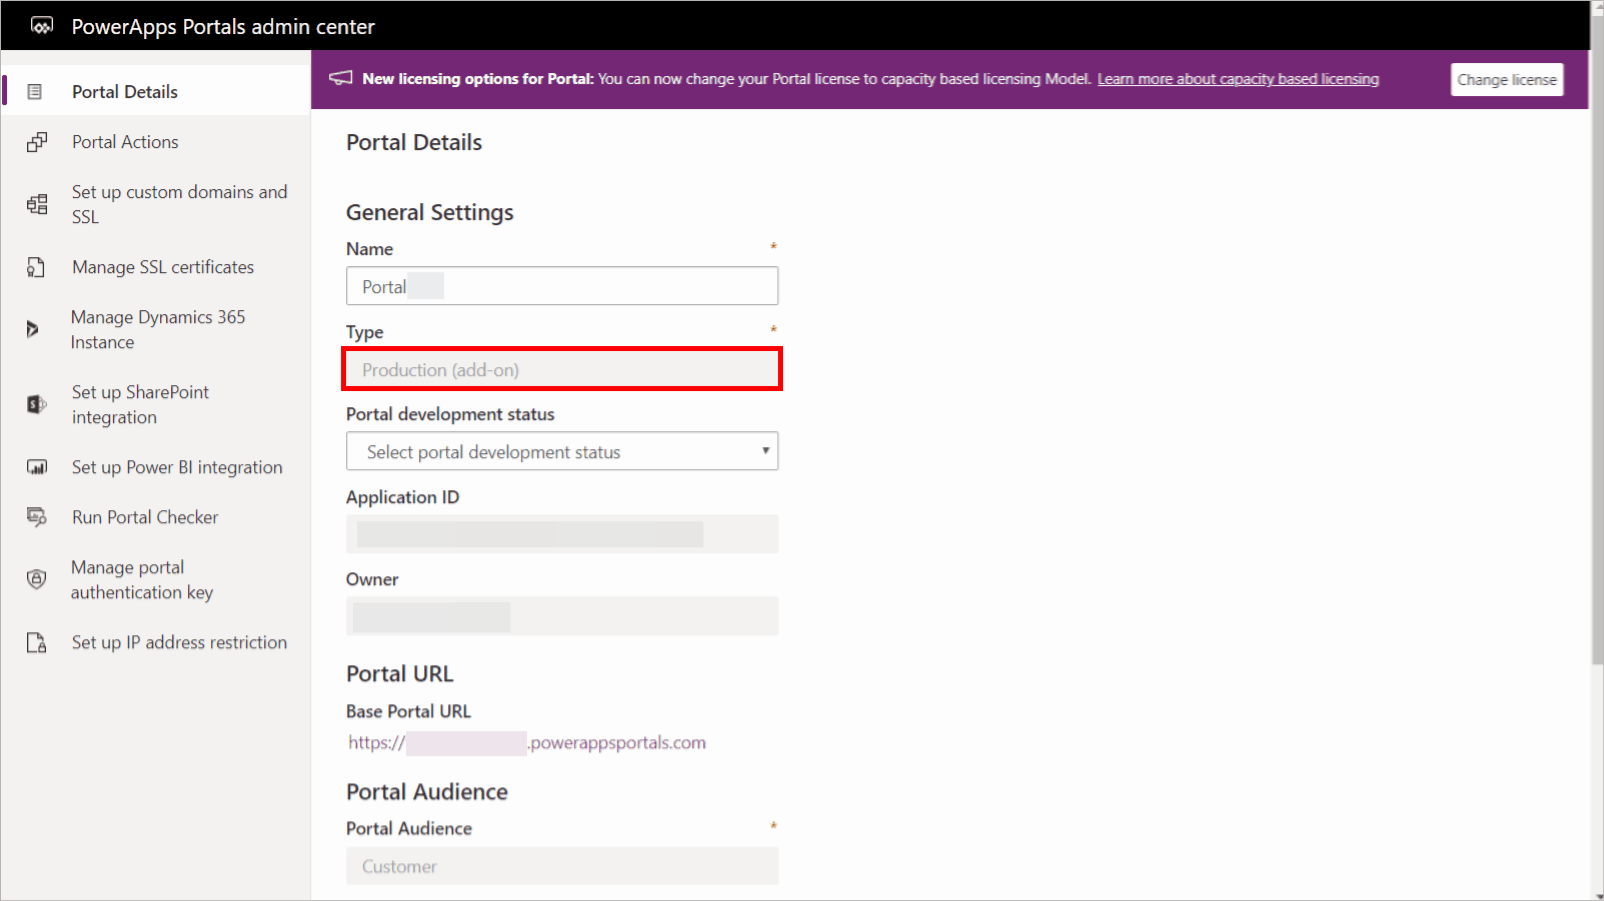 PowerApps Portals admin center
New licensing options for Portal: You can now change your Portal license to capacity based licensing Model. Learn more about capacity based licensing
Change license
Portal Details
Portal Actions
Set up custom domains and
SSL
Manage SSL certificates
Manage Dynamics 365
Instance
Set up SharePoint
integration
Set up Power BI integration
Run Portal Checker
Manage portal
authentication key
Set up IP address restriction
Portal Details
General Settings
Name *
Portal
Type *
Production (add-on)
Portal development status
Select portal development status
Application ID
Owner
Portal URL
Base Portal URL
https:// .powerappsportals.com
Portal Audience
Portal Audience *
Customer